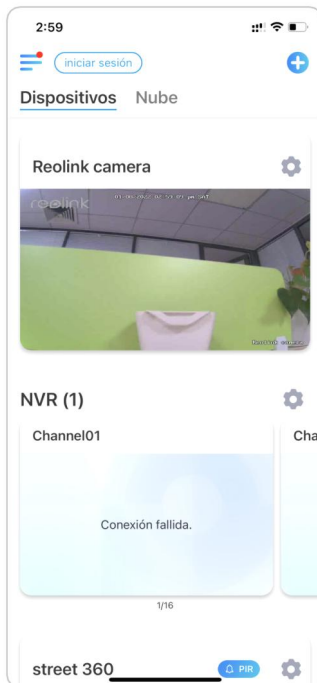 2:59
iniciar sesión
Dispositivos Nube
Reolink camera
reolink
NVR (1)
Channel01
Cha
Conexión fallida.
1/16
street 360
PIR